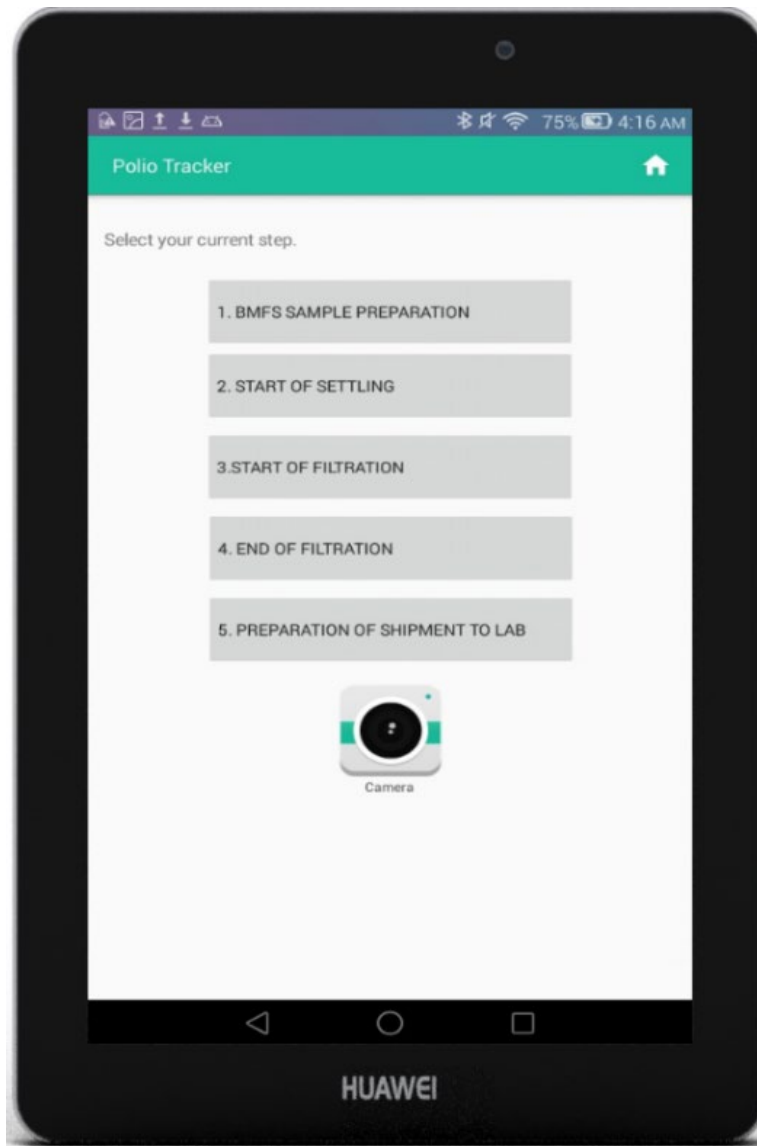 75% 4:16 AM
Polio Tracker
Select your current step.
1. BMFS SAMPLE PREPARATION
2. START OF SETTLING
3.START OF FILTRATION
4. END OF FILTRATION
5. PREPARATION OF SHIPMENT TO LAB
Camera
HUAWEI